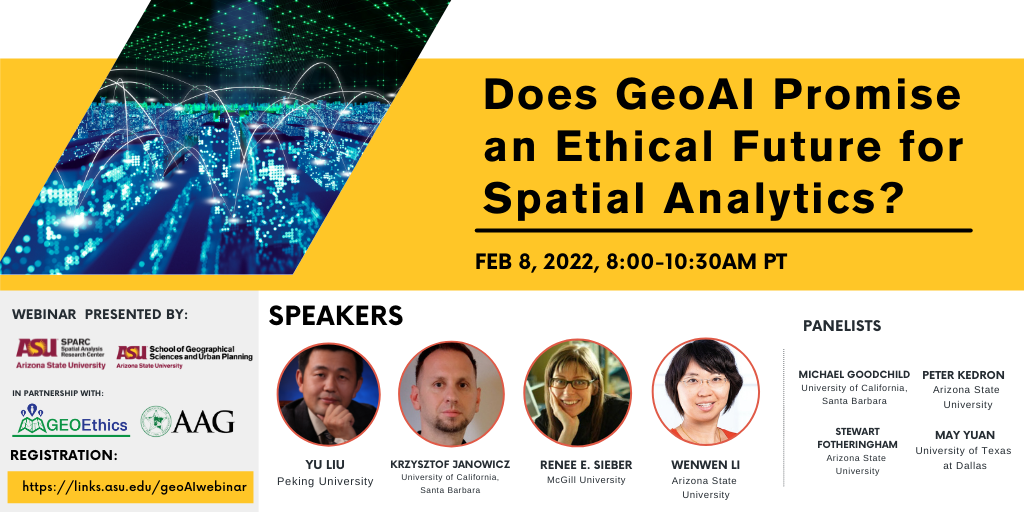 Does GeoAI Promise
an Ethical Future for
Spatial Analytics?
FEB 8, 2022, 8:00-10:30AM PT
WEBINAR PRESENTED BY:
ASU SPARC
Spatial Analysis
Research Center
Arizona State University
ASU School of Geographical
Sciences and Urban Planning
Arizona State University
IN PARTNERSHIP WITH:
GEOEthics
AAG
REGISTRATION:
https://links.asu.edu/geoAIwebinar
SPEAKERS
YU LIU
Peking University
KRZYSZTOF JANOWICZ
University of California,
Santa Barbara
RENEE E. SIEBER
McGill University
WENWEN LI
Arizona State
University
PANELISTS
MICHAEL GOODCHILD
University of California,
Santa Barbara
PETER KEDRON
Arizona State
University
STEWART
FOTHERINGHAM
Arizona State
University
MAY YUAN
University of Texas
at Dallas